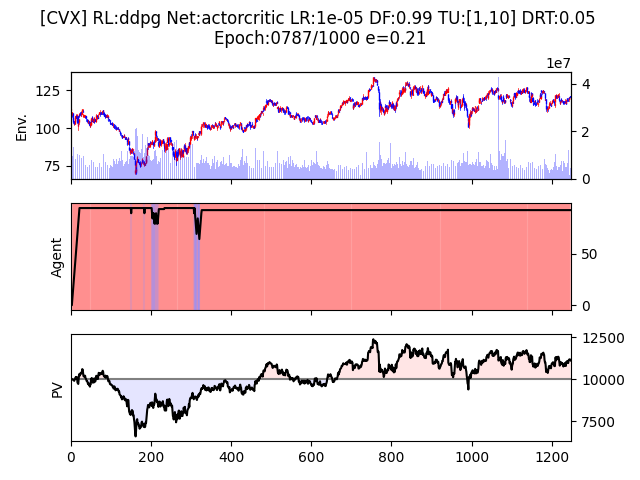 [CVX] RL:ddpg Net:actorcritic LR:1e-05 DF:0.99 TU:[1,10] DRT:0.05
Epoch:0787/1000 e=0.21
1e7
125
100
75
Env.
4
2
0
Agent
50
0
PV
12500
10000
7500
0 200 400 600 800 1000 1200